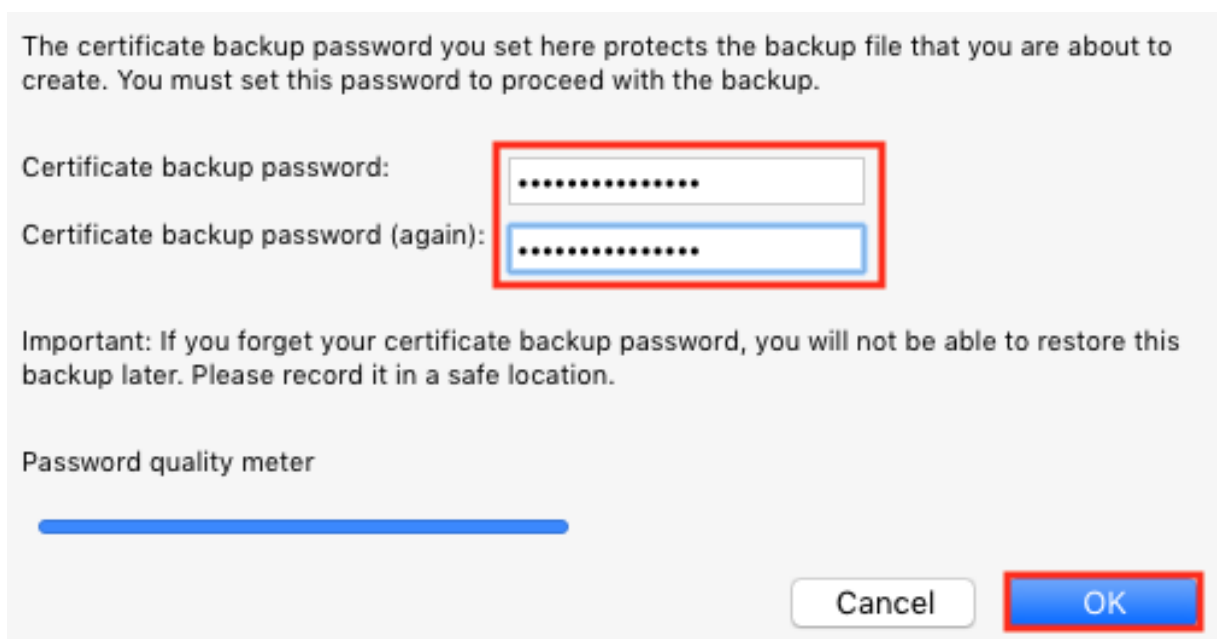 The certificate backup password you set here protects the backup file that you are about to
create. You must set this password to proceed with the backup.
Certificate backup password:
•••••••••••••••
Certificate backup password (again):
•••••••••••••••
Important: If you forget your certificate backup password, you will not be able to restore this
backup later. Please record it in a safe location.
Password quality meter
Cancel
OK